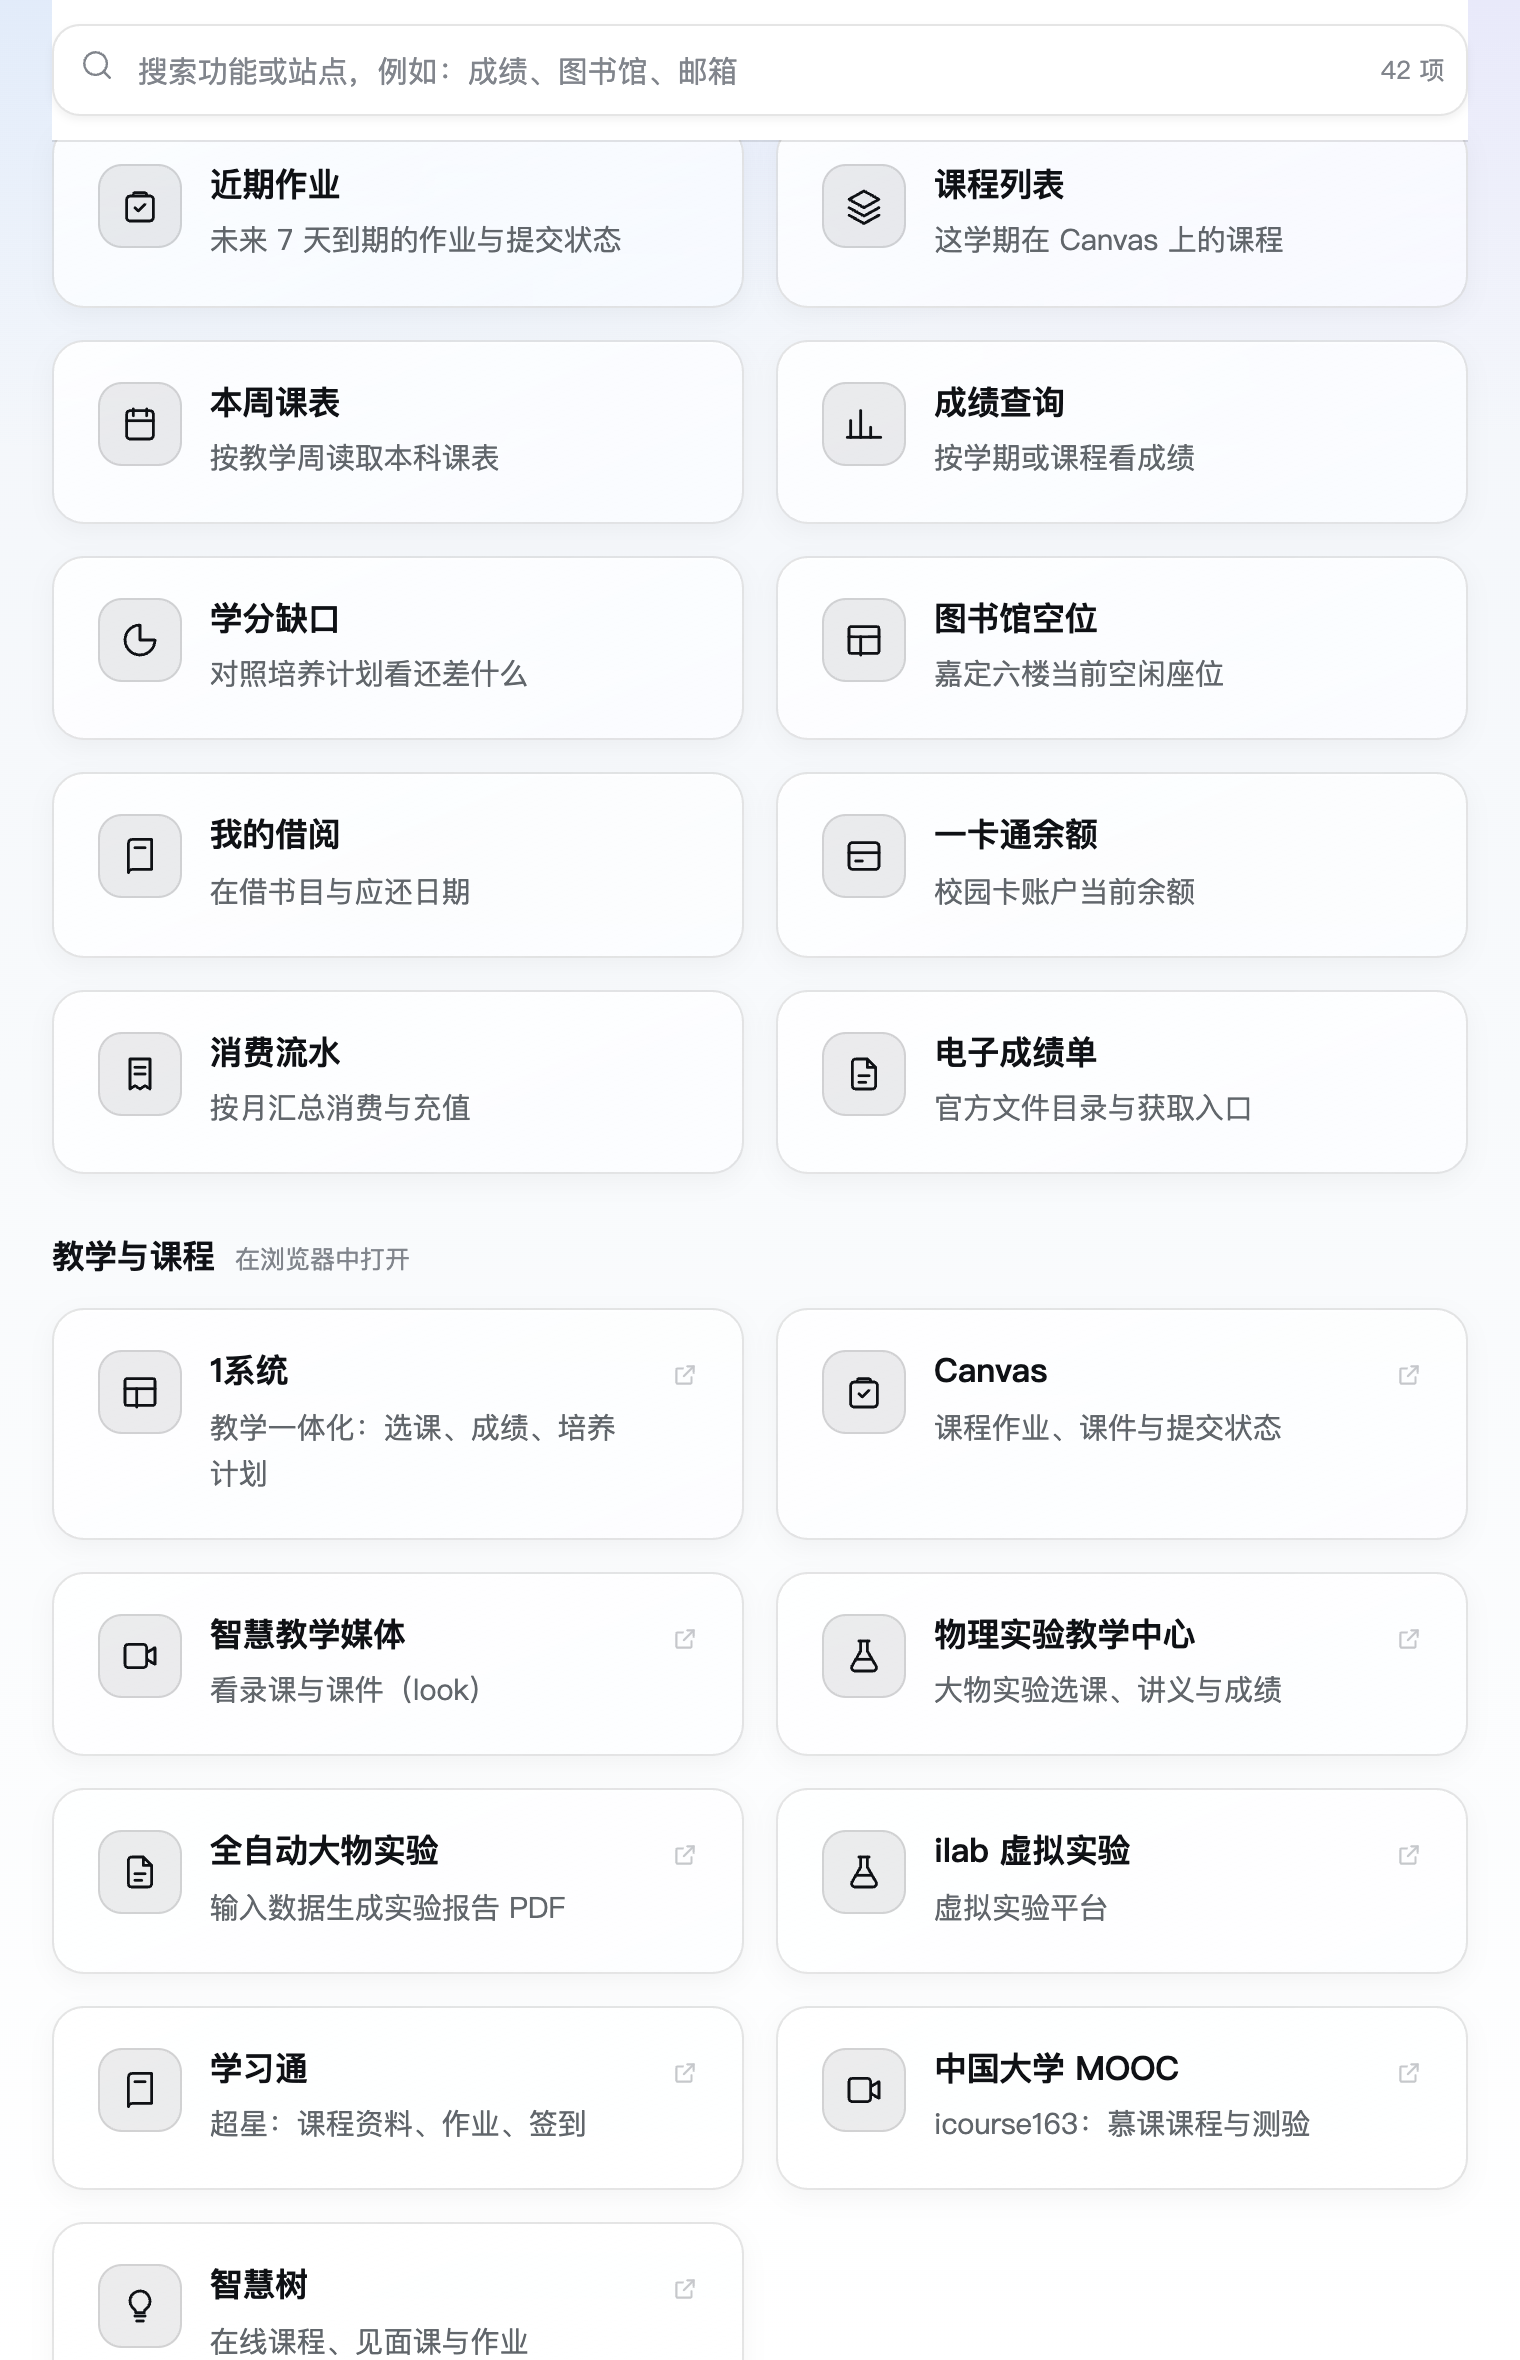 搜索功能或站点，例如：成绩、图书馆、邮箱
42 项
近期作业
未来 7 天到期的作业与提交状态
课程列表
这学期在 Canvas 上的课程
本周课表
按教学周读取本科课表
成绩查询
按学期或课程看成绩
学分缺口
对照培养计划看还差什么
图书馆空位
嘉定六楼当前空闲座位
我的借阅
在借书目与应还日期
一卡通余额
校园卡账户当前余额
消费流水
按月汇总消费与充值
电子成绩单
官方文件目录与获取入口
教学与课程 在浏览器中打开
1系统
教学一体化：选课、成绩、培养
计划
Canvas
课程作业、课件与提交状态
智慧教学媒体
看录课与课件（look）
物理实验教学中心
大物实验选课、讲义与成绩
全自动大物实验
输入数据生成实验报告 PDF
ilab 虚拟实验
虚拟实验平台
学习通
超星：课程资料、作业、签到
中国大学 MOOC
icourse163：慕课课程与测验
智慧树
在线课程、见面课与作业